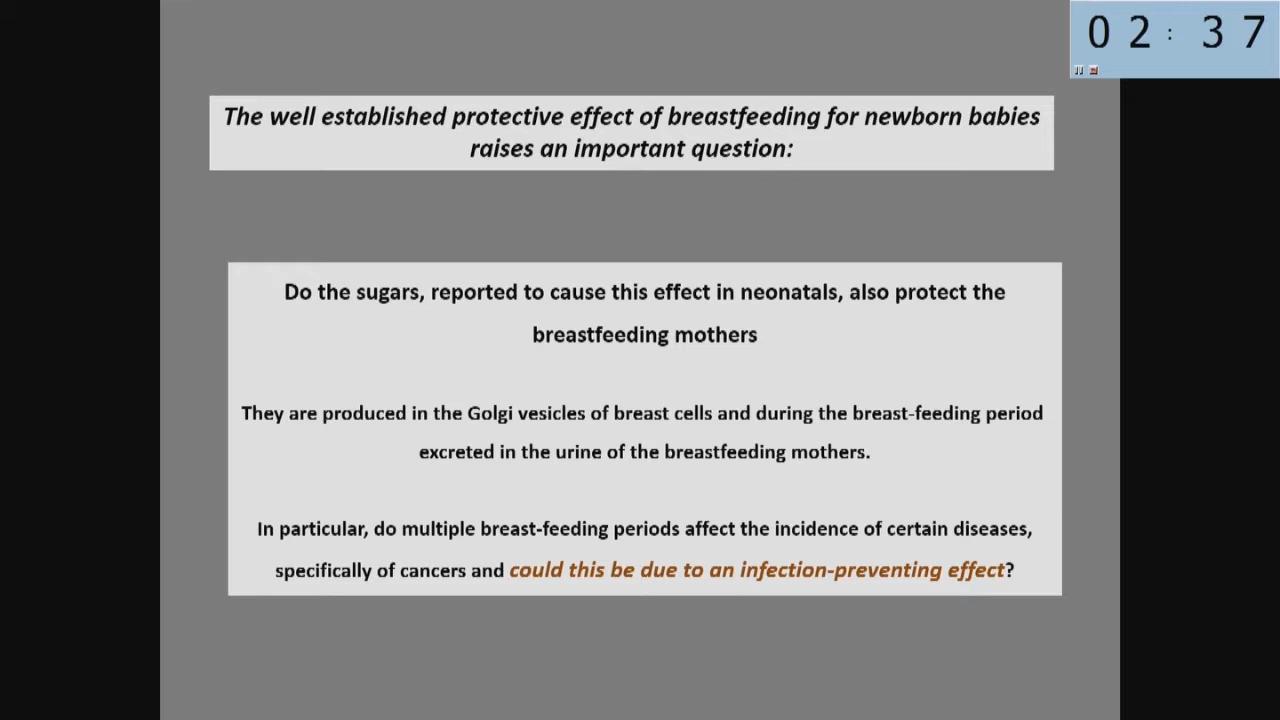 02: 37
The well established protective effect of breastfeeding for newborn babies
raises an important question:
Do the sugars, reported to cause this effect in neonatals, also protect the
breastfeeding mothers
They are produced in the Golgi vesicles of breast cells and during the breast-feeding period
excreted in the urine of the breastfeeding mothers.
In particular, do multiple breast-feeding periods affect the incidence of certain diseases,
specifically of cancers and could this be due to an infection-preventing effect?